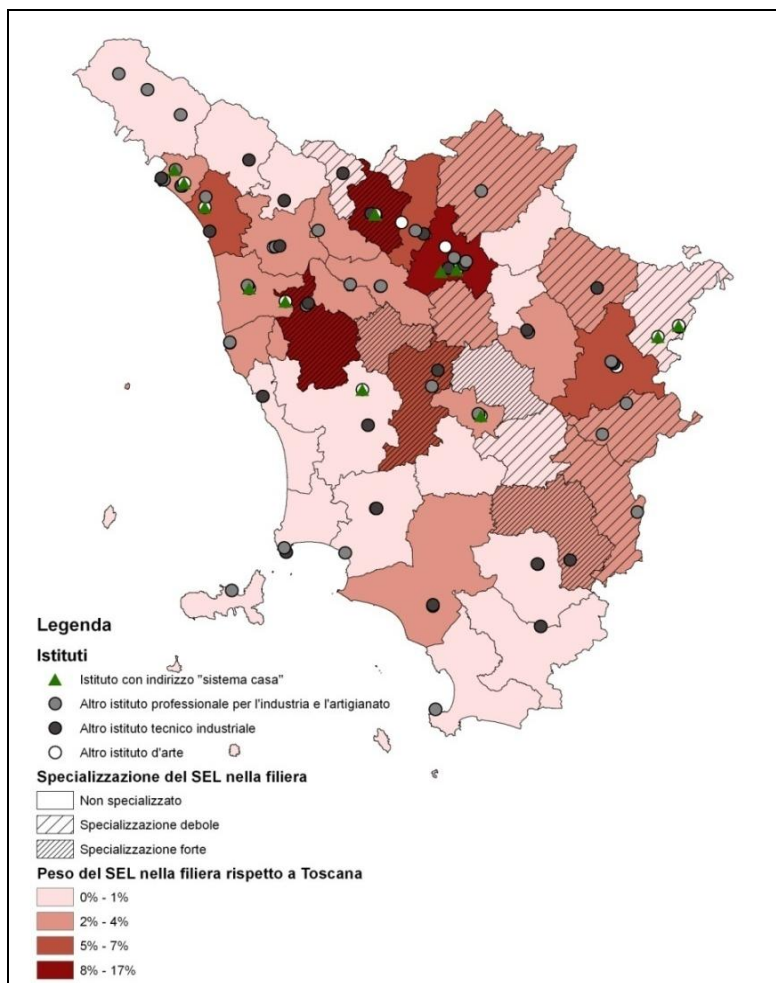 Legenda
Istituti
Istituto con indirizzo "sistema casa"
Altro istituto professionale per l'industria e l'artigianato
Altro istituto tecnico industriale
Altro istituto d'arte
Specializzazione del SEL nella filiera
Non specializzato
Specializzazione debole
Specializzazione forte
Peso del SEL nella filiera rispetto a Toscana
0% - 1%
2% - 4%
5% - 7%
8% - 17%